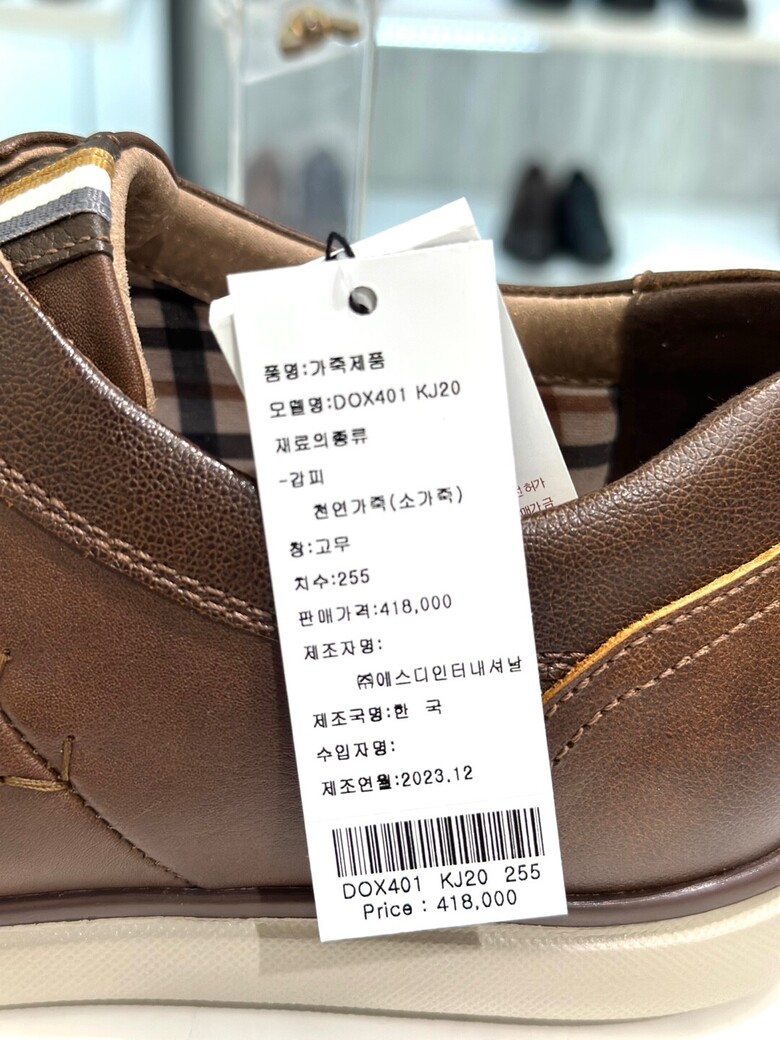 품명:가죽제품
모델명:DOX401 KJ20
재료의종류
-갑피
천연가죽(소가죽)
창:고무
치수:255
판매가격:418,000
제조자명:
㈜에스디인터내셔날
제조국명:한 국
수입자명:
제조연월:2023.12
DOX401 KJ20 255
Price : 418,000
허가